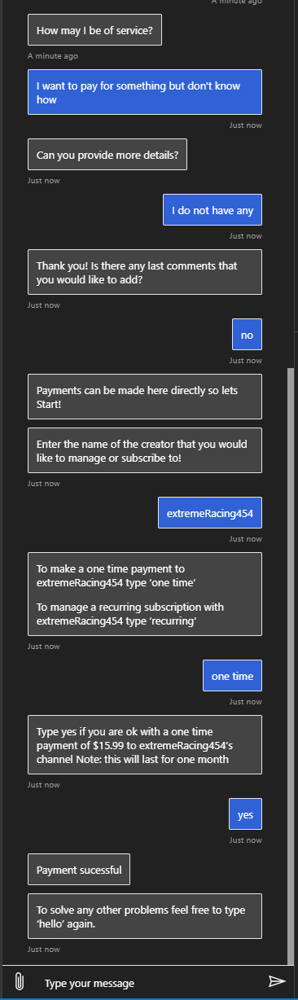 A minute ago
How may I be of service?
A minute ago
I want to pay for something but don't know
how
Just now
Can you provide more details?
Just now
I do not have any
Just now
Thank you! Is there any last comments that
you would like to add?
Just now
no
Just now
Payments can be made here directly so lets
Start!
Enter the name of the creator that you would
like to manage or subscribe to!
Just now
extremeRacing454
Just now
To make a one time payment to
extremeRacing454 type ‘one time’
To manage a recurring subscription with
extremeRacing454 type ‘recurring’
Just now
one time
Just now
Type yes if you are ok with a one time
payment of $15.99 to extremeRacing454’s
channel Note: this will last for one month
Just now
yes
Just now
Payment sucessful
To solve any other problems feel free to type
‘hello’ again.
Just now
Type your message